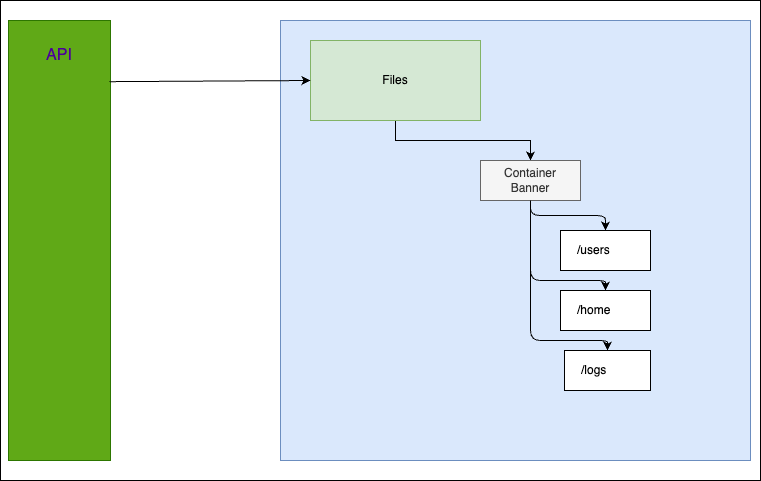 API
Files
Container
Banner
/users
/home
/logs